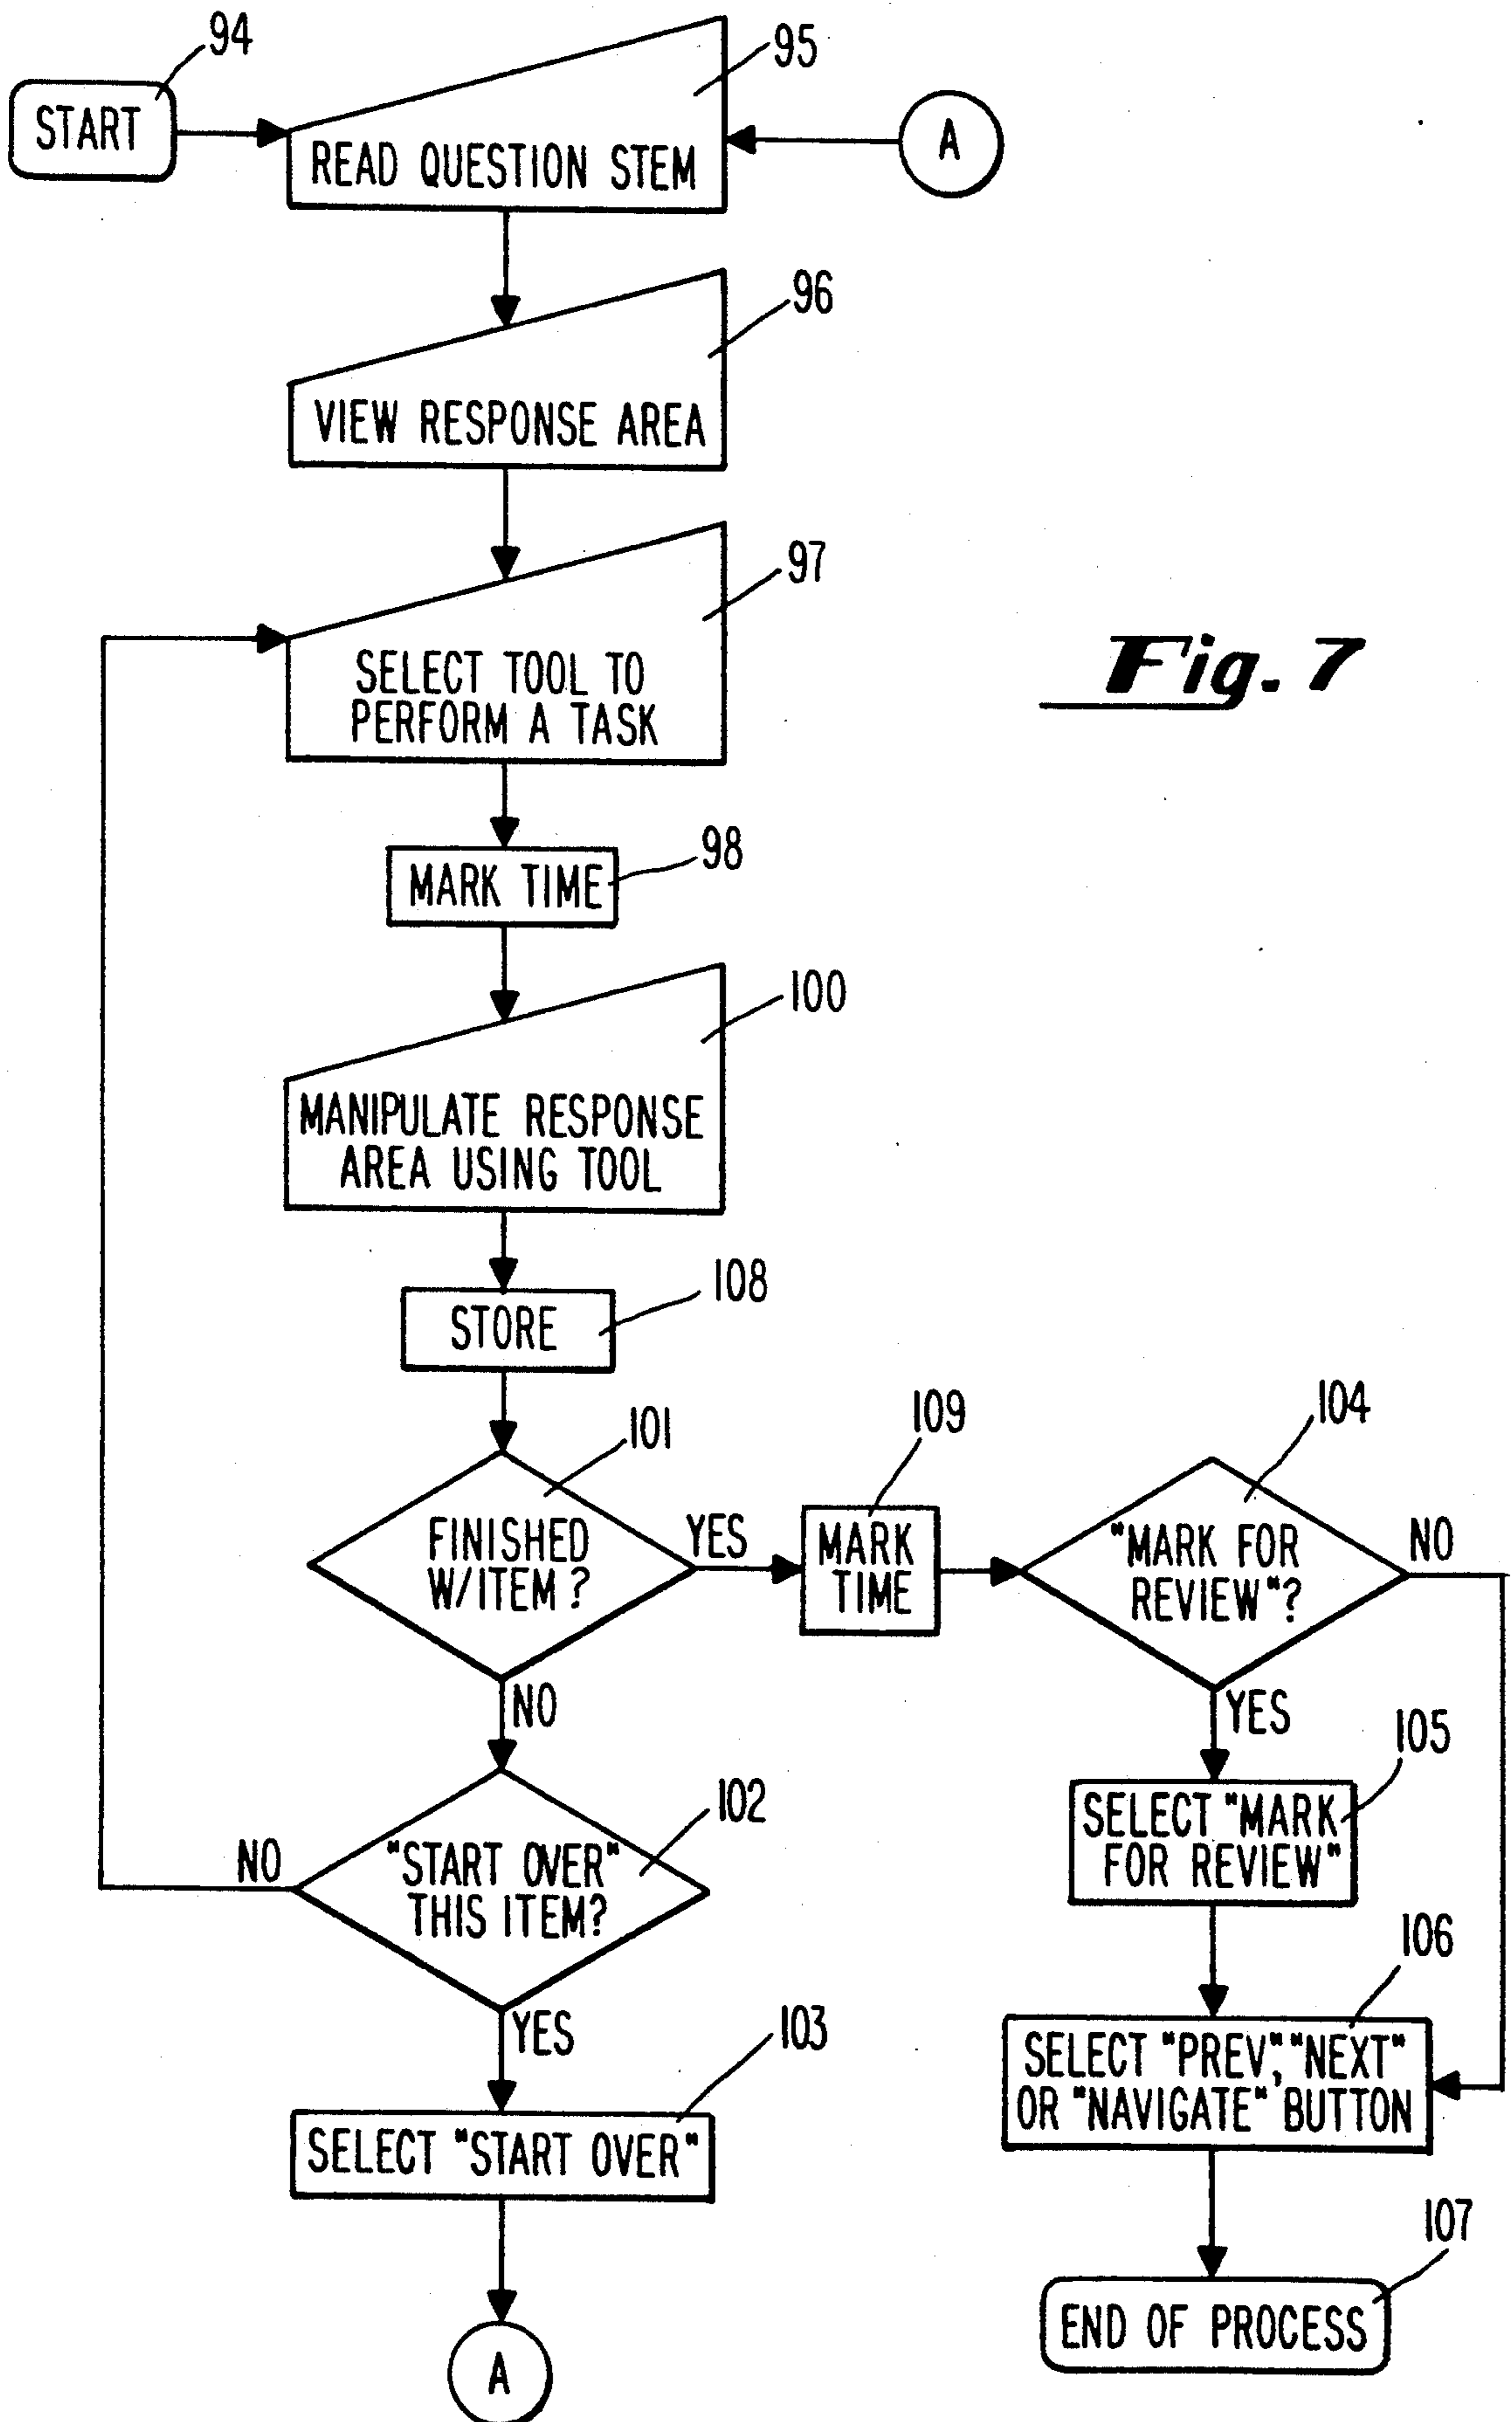 94
START
95
READ QUESTION STEM
A
96
VIEW RESPONSE AREA
97
SELECT TOOL TO
PERFORM A TASK
Fig. 7
98
MARK TIME
100
MANIPULATE RESPONSE
AREA USING TOOL
108
STORE
101
FINISHED
W/ITEM ?
YES
NO
109
MARK
TIME
104
"MARK FOR
REVIEW"?
NO
YES
105
SELECT "MARK
FOR REVIEW"
102
"START OVER"
THIS ITEM?
NO
YES
103
SELECT "START OVER"
A
106
SELECT "PREV", "NEXT"
OR "NAVIGATE" BUTTON
107
END OF PROCESS